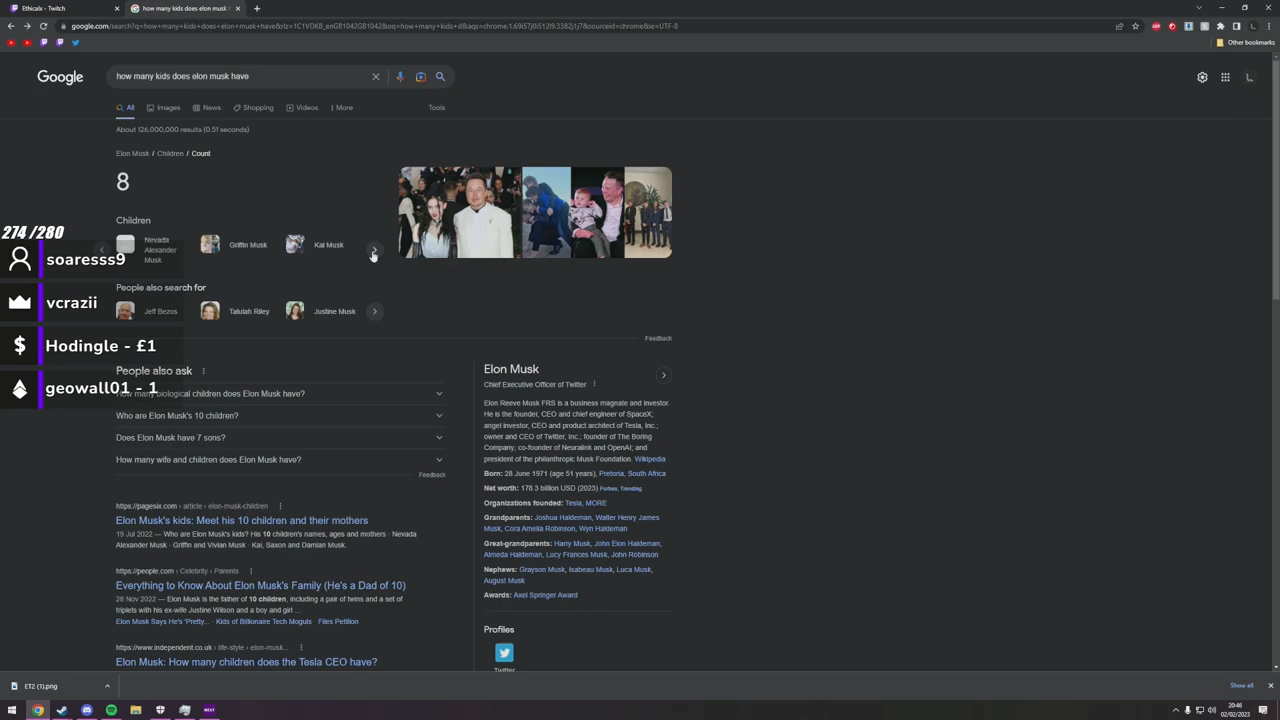 Ethicalx - Twitch
how many kids does elon musk
google.com/search?q=how+many+kids+does+elon+musk+have&rlz=1C1VDKB_enGB1042GB1042&oq=how+many+kids+d&aqs=chrome.1.69i57j0i512l9.3382j1j7&sourceid=chrome&ie=UTF-8
Other bookmarks
Google
how many kids does elon musk have
All
Images
News
Shopping
Videos
More
Tools
About 126,000,000 results (0.51 seconds)
Elon Musk / Children / Count
8
Children
Nevada
Alexander
Musk
Griffin Musk
Kai Musk
People also search for
Jeff Bezos
Talulah Riley
Justine Musk
Feedback
274 /280
soaresss9
vcrazii
Hodingle - £1
geowall01 - 1
People also ask
How many biological children does Elon Musk have?
Who are Elon Musk's 10 children?
Does Elon Musk have 7 sons?
How many wife and children does Elon Musk have?
Feedback
https://pagesix.com › article › elon-musk-children
Elon Musk's kids: Meet his 10 children and their mothers
19 Jul 2022 — Who are Elon Musk's kids? His 10 children's names, ages and mothers · Nevada
Alexander Musk · Griffin and Vivian Musk · Kai, Saxon and Damian Musk.
https://people.com › Celebrity › Parents
Everything to Know About Elon Musk's Family (He's a Dad of 10)
28 Nov 2022 — Elon Musk is the father of 10 children, including a pair of twins and a set of
triplets with his ex-wife Justine Wilson and a boy and girl ...
Elon Musk Says He's 'Pretty... · Kids of Billionaire Tech Moguls · Files Petition
https://www.independent.co.uk › life-style › elon-musk...
Elon Musk: How many children does the Tesla CEO have?
Elon Musk
Chief Executive Officer of Twitter
Elon Reeve Musk FRS is a business magnate and investor.
He is the founder, CEO and chief engineer of SpaceX;
angel investor, CEO and product architect of Tesla, Inc.;
owner and CEO of Twitter, Inc.; founder of The Boring
Company; co-founder of Neuralink and OpenAI; and
president of the philanthropic Musk Foundation. Wikipedia
Born: 28 June 1971 (age 51 years), Pretoria, South Africa
Net worth: 178.3 billion USD (2023) Forbes, Trending
Organizations founded: Tesla, MORE
Grandparents: Joshua Haldeman, Walter Henry James
Musk, Cora Amelia Robinson, Wyn Haldeman
Great-grandparents: Harry Musk, John Elon Haldeman,
Almeda Haldeman, Lucy Frances Musk, John Robinson
Nephews: Grayson Musk, Isabeau Musk, Luca Musk,
August Musk
Awards: Axel Springer Award
Profiles
Twitter
ET2 (1).png
Show all
20:46
02/02/2023